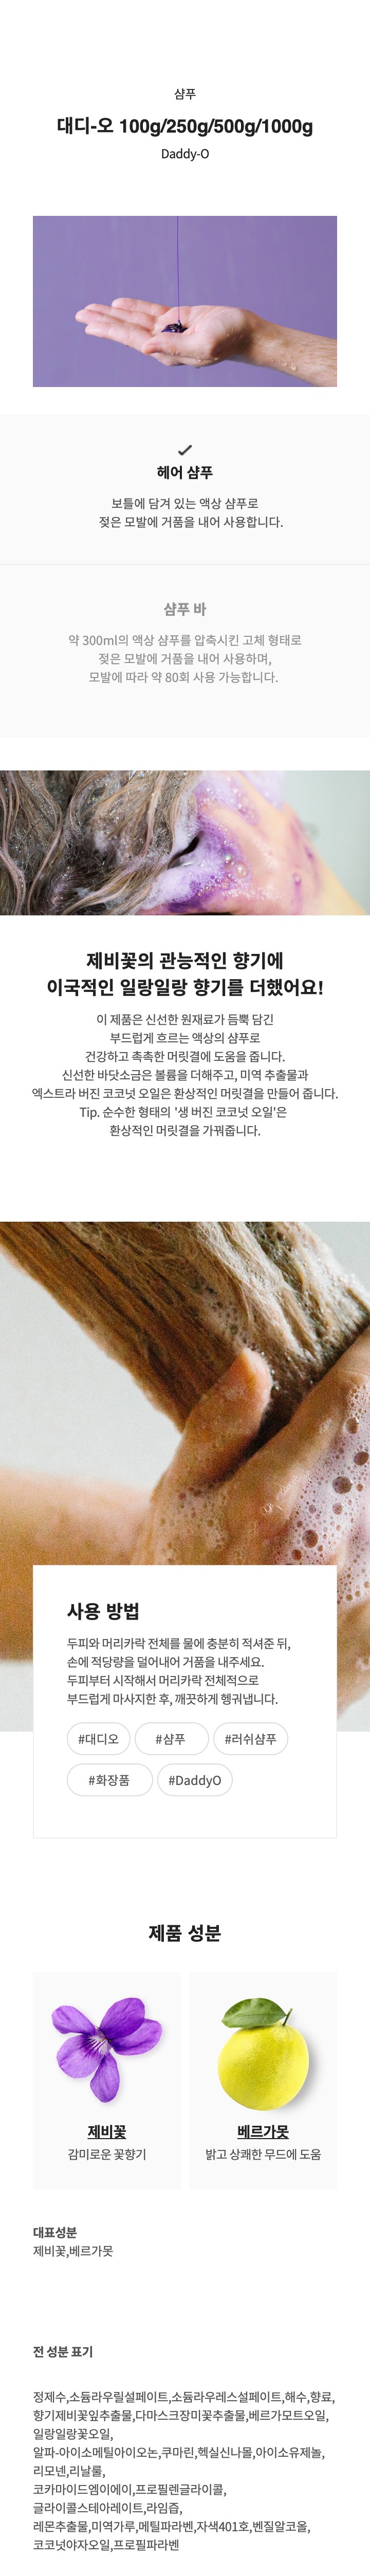 샴푸
대디-오 100g/250g/500g/1000g
Daddy-O
헤어 샴푸
보틀에 담겨 있는 액상 샴푸로
젖은 모발에 거품을 내어 사용합니다.
샴푸 바
약 300ml의 액상 샴푸를 압축시킨 고체 형태로
젖은 모발에 거품을 내어 사용하며,
모발에 따라 약 80회 사용 가능합니다.
제비꽃의 관능적인 향기에
이국적인 일랑일랑 향기를 더했어요!
이 제품은 신선한 원재료가 듬뿍 담긴
부드럽게 흐르는 액상의 샴푸로
건강하고 촉촉한 머릿결에 도움을 줍니다.
신선한 바닷소금은 볼륨을 더해주고, 미역 추출물과
엑스트라 버진 코코넛 오일은 환상적인 머릿결을 만들어 줍니다.
Tip. 순수한 형태의 '생 버진 코코넛 오일'은
환상적인 머릿결을 가꿔줍니다.
사용 방법
두피와 머리카락 전체를 물에 충분히 적셔준 뒤,
손에 적당량을 덜어내어 거품을 내주세요.
두피부터 시작해서 머리카락 전체적으로
부드럽게 마사지한 후, 깨끗하게 헹궈냅니다.
#대디오 #샴푸 #러쉬샴푸
#화장품 #DaddyO
제품 성분
제비꽃 베르가못
감미로운 꽃향기 밝고 상쾌한 무드에 도움
대표성분
제비꽃,베르가못
전 성분 표기
정제수,소듐라우릴설페이트,소듐라우레스설페이트,해수,향료,
향기제비꽃잎추출물,다마스크장미꽃추출물,베르가모트오일,
일랑일랑꽃오일,
알파-아이소메틸아이오논,쿠마린,헥실신나몰,아이소유제놀,
리모넨,리날룰,
코카마이드엠이에이,프로필렌글라이콜,
글라이콜스테아레이트,라임즙,
레몬추출물,미역가루,메틸파라벤,자색401호,벤질알코올,
코코넛야자오일,프로필파라벤